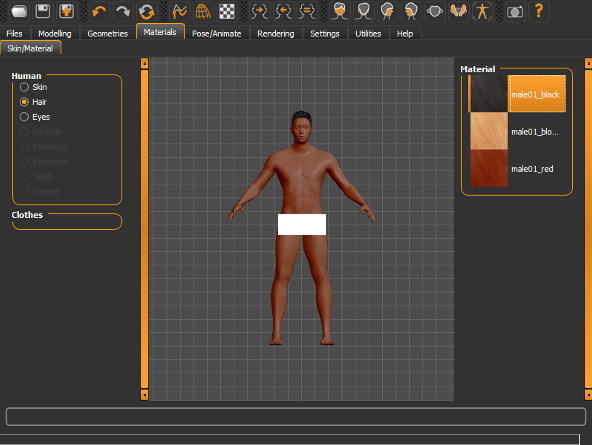 Files Modelling Geometries Materials Pose/Animate Rendering Settings Utilities Help
Skin/Material
Human
Skin
Hair
Eyes
Genitals
Eyebrows
Eyelashes
Teeth
Tongue
Clothes
Material
male01_black
male01_blo...
male01_red